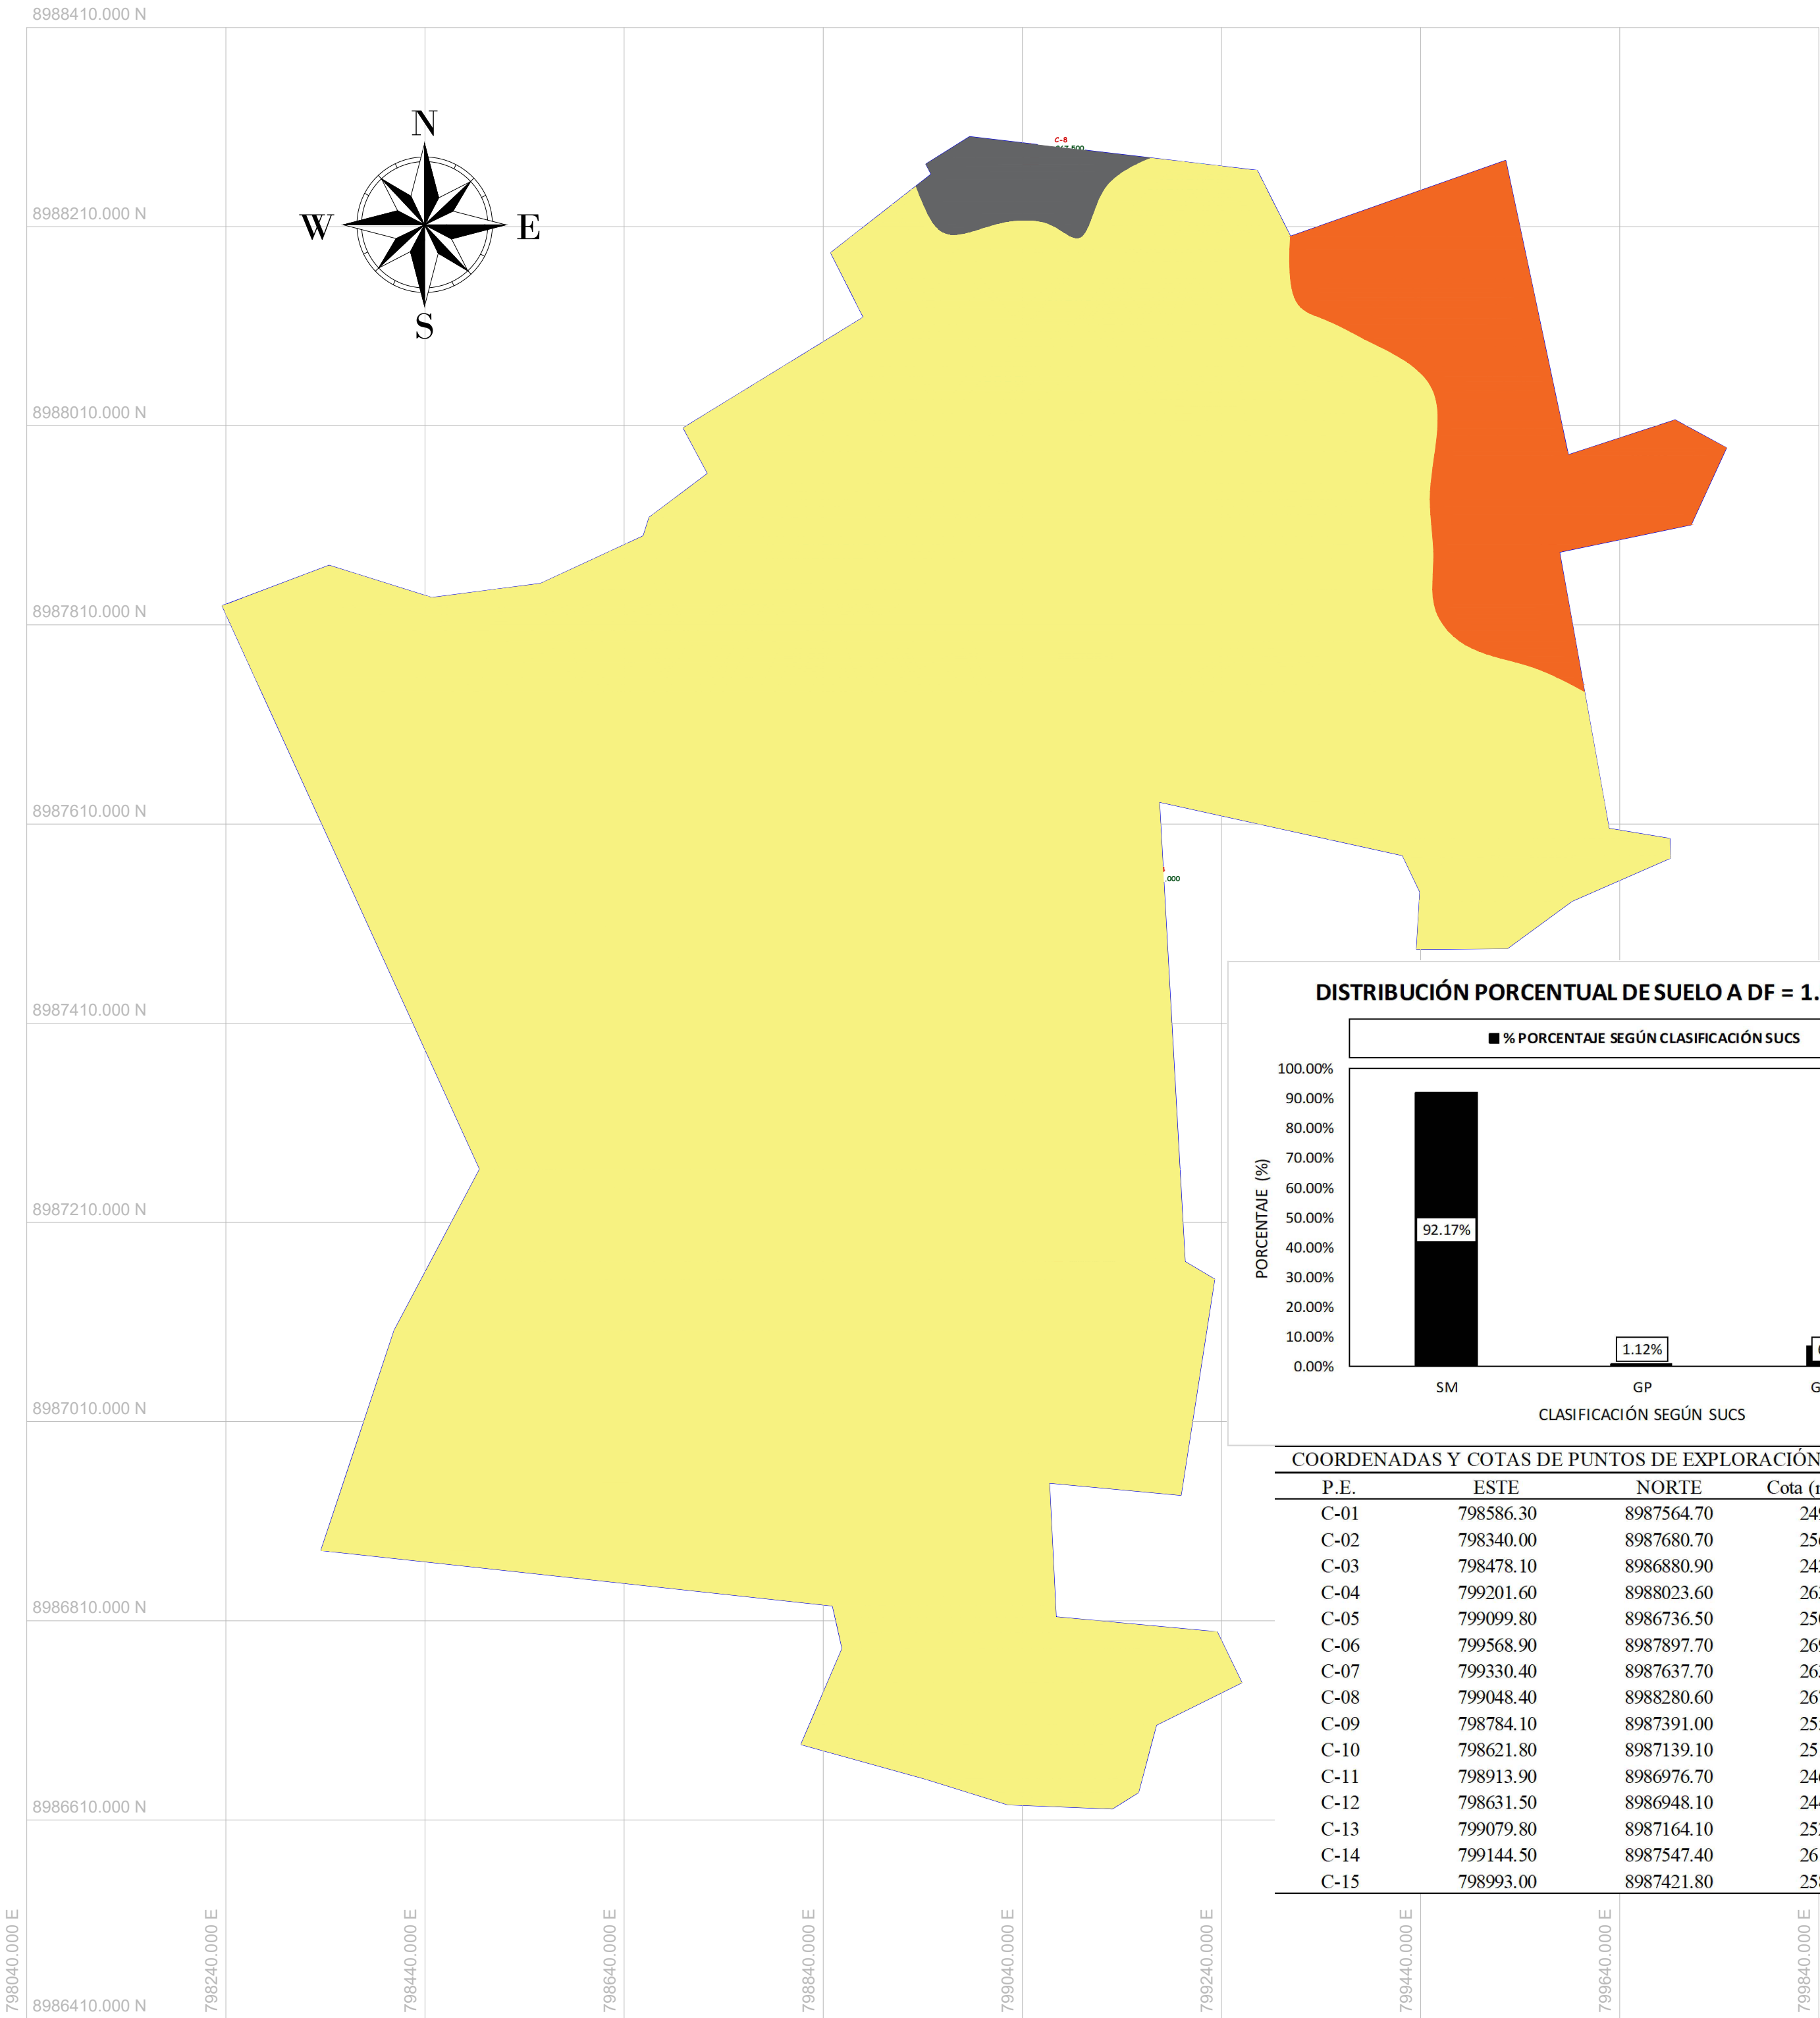 8988410.000 N
N
W
E
S
C-8
8988210.000 N
8988010.000 N
8987810.000 N
8987610.000 N
.000
8987410.000 N
8987210.000 N
8987010.000 N
8986810.000 N
8986610.000 N
8986410.000 N
DISTRIBUCIÓN PORCENTUAL DE SUELO A DF = 1.
% PORCENTAJE SEGÚN CLASIFICACIÓN SUCS
PORCENTAJE (%)
100.00%
90.00%
80.00%
70.00%
60.00%
50.00%
40.00%
30.00%
20.00%
10.00%
0.00%
92.17%
1.12%
SM
GP
G
CLASIFICACIÓN SEGÚN SUCS
COORDENADAS Y COTAS DE PUNTOS DE EXPLORACIÓN
P.E. ESTE NORTE Cota
C-01 798586.30 8987564.70
C-02 798340.00 8987680.70
C-03 798478.10 8986880.90
C-04 799201.60 8988023.60
C-05 799099.80 8986736.50
C-06 799568.90 8987897.70
C-07 799330.40 8987637.70
C-08 799048.40 8988280.60
C-09 798784.10 8987391.00
C-10 798621.80 8987139.10
C-11 798913.90 8986976.70
C-12 798631.50 8986948.10
C-13 799079.80 8987164.10
C-14 799144.50 8987547.40
C-15 798993.00 8987421.80
798040.000 E
798240.000 E
798440.000 E
798640.000 E
798840.000 E
799040.000 E
799240.000 E
799440.000 E
799640.000 E
799840.000 E